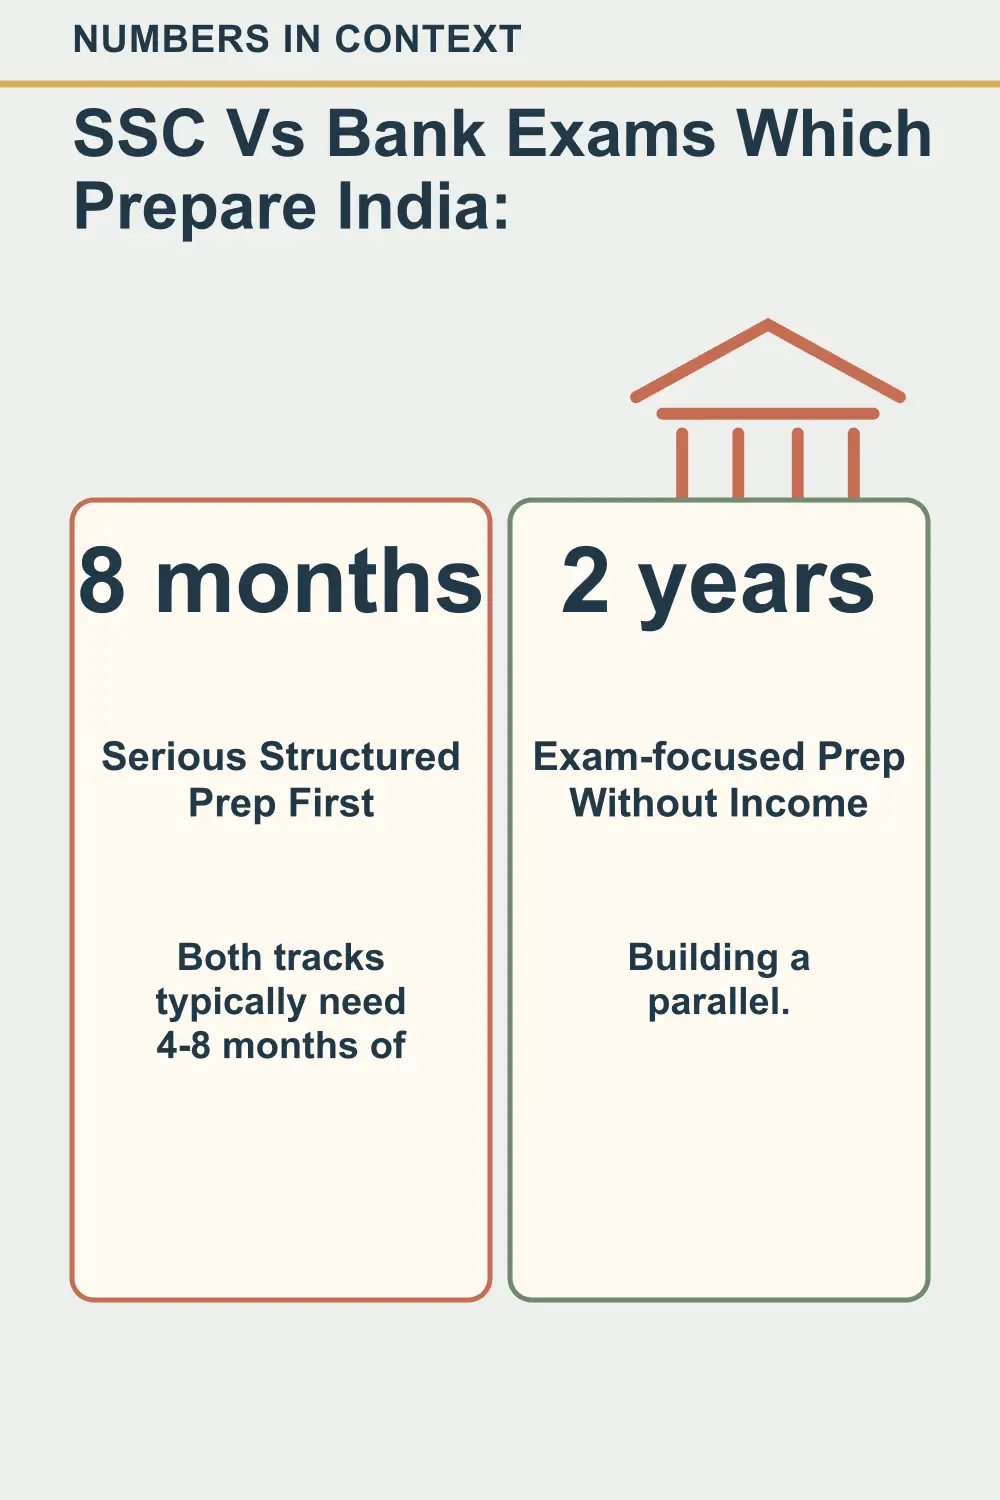 NUMBERS IN CONTEXT
SSC Vs Bank Exams Which
Prepare India:
8 months
Serious Structured
Prep First
Both tracks
typically need
4-8 months of
2 years
Exam-focused Prep
Without Income
Building a
parallel.